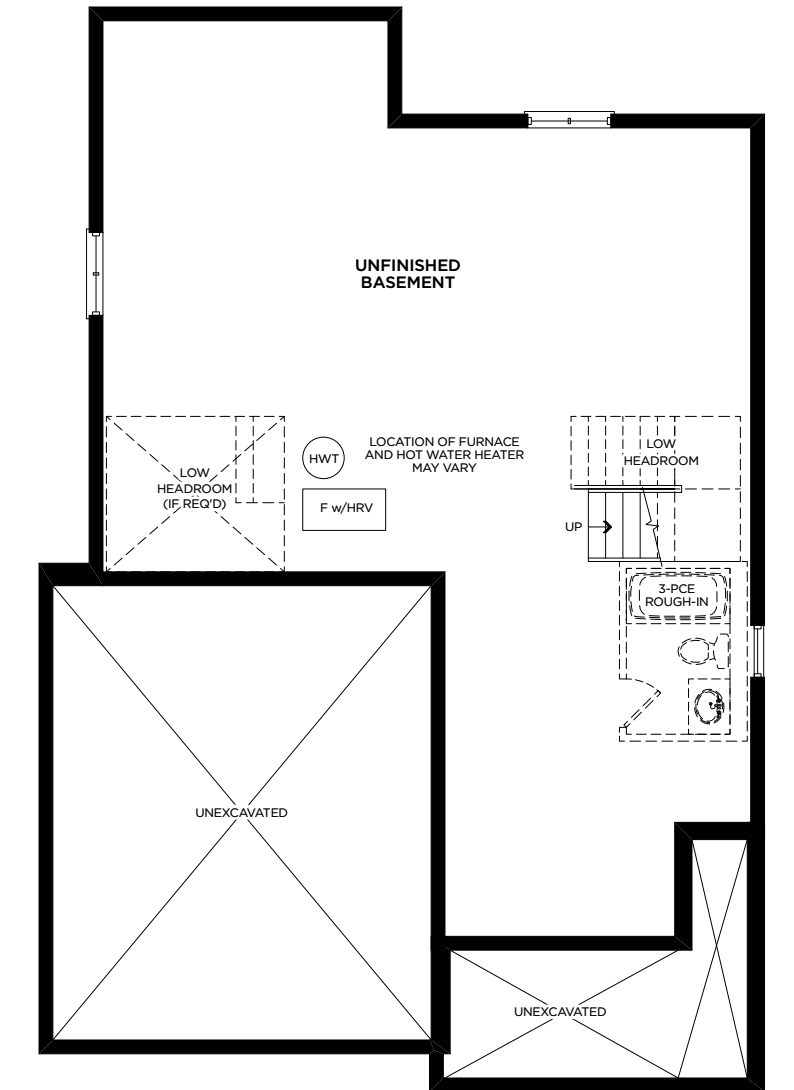 UNFINISHED
BASEMENT
LOCATION OF FURNACE
AND HOT WATER HEATER
MAY VARY
HWT
LOW
HEADROOM
(IF REQ'D)
F w/HRV
LOW
HEADROOM
UP
3-PCE
ROUGH-IN
UNEXCAVATED
UNEXCAVATED